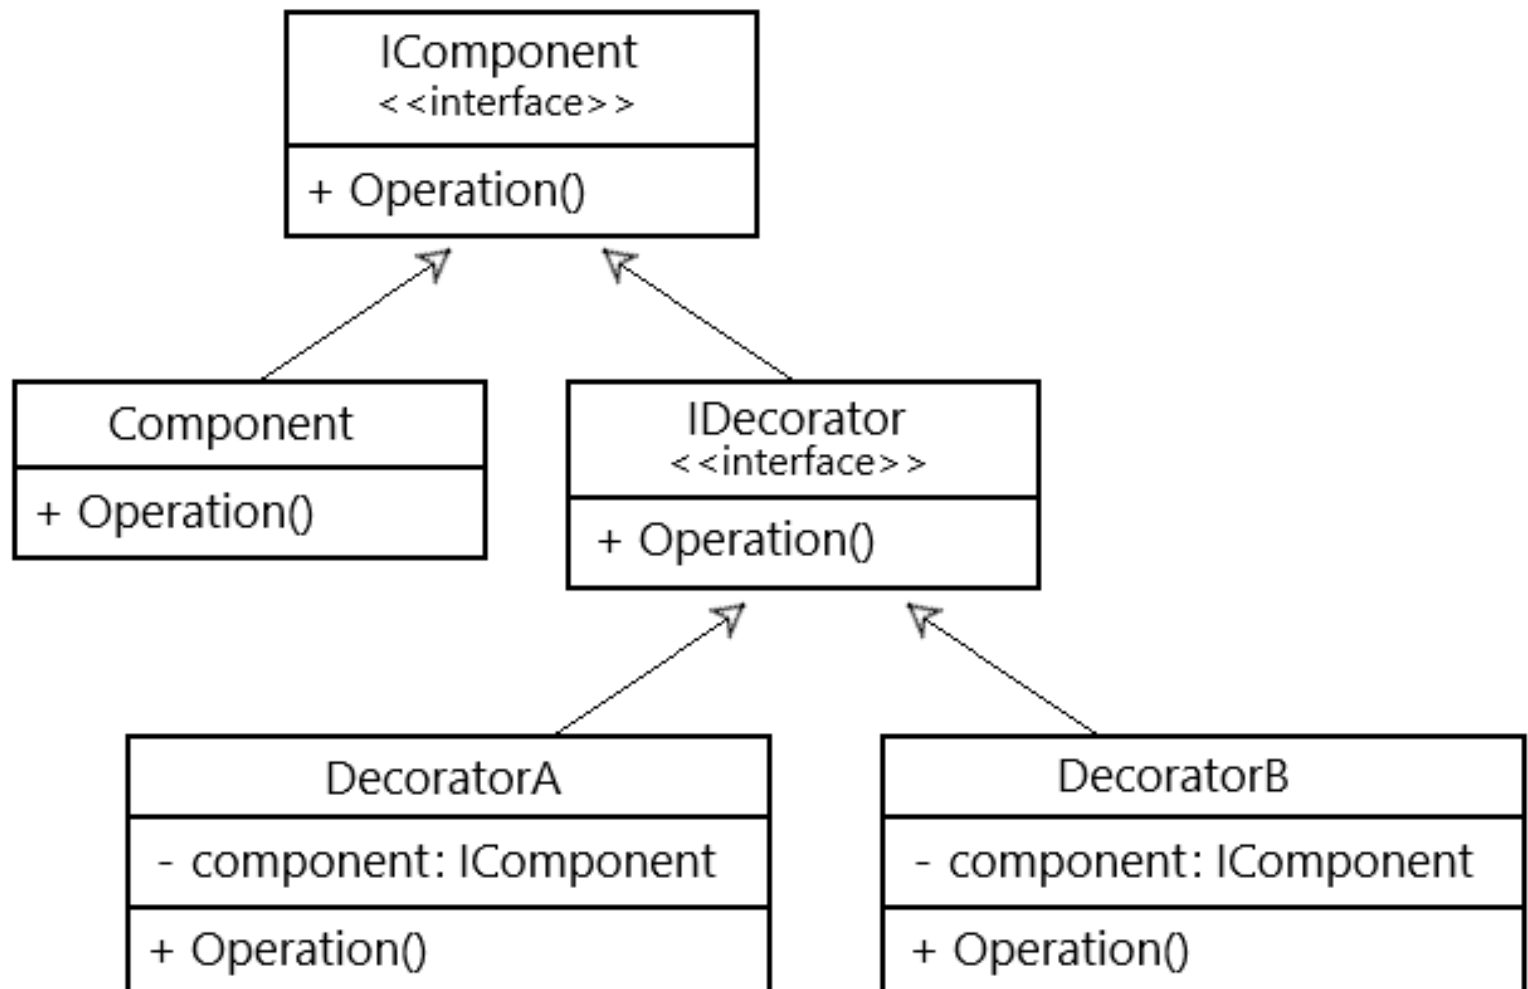 IComponent
<<interface>>
+ Operation()
Component
+ Operation()
IDecorator
<<interface>>
+ Operation()
DecoratorA
- component: IComponent
+ Operation()
DecoratorB
- component: IComponent
+ Operation()